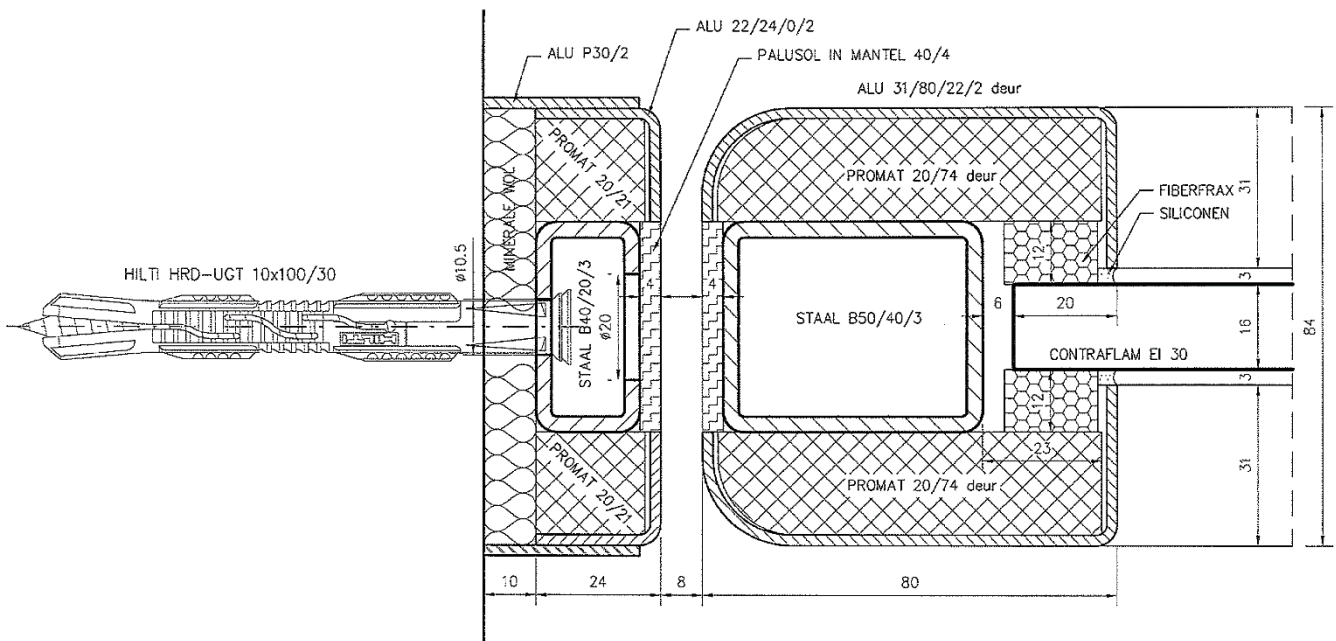 ALU 22/24/0/2
ALU P30/2
PALUSOL IN MANTEL 40/4
ALU 31/80/22/2 deur
PROMAT 20/21
MINERALE WOL
PROMAT 20/74 deur
FIBERFRAX
SILICONEN
31
12
HILTI HRD-UGT 10x100/30
Ø10.5
4
4
3
STAAL B40/20/3
Ø20
STAAL B50/40/3
6
20
16
84
CONTRAFLAM EI 30
3
12
PROMAT 20/21
23
PROMAT 20/74 deur
31
10
24
8
80